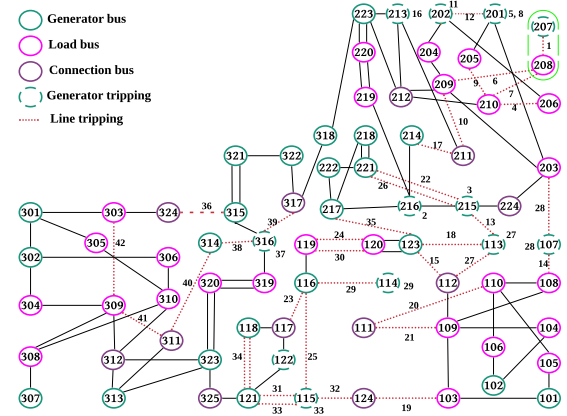 Generator bus
Load bus
Connection bus
Generator tripping
Line tripping
223 213 16 202 11 12 201 5, 8 207
1
220 204 205 208
219 212 209 9 6 7 210 4 206
10
318 218 214 17 211
321 322 222 221 22 203
26 3
317 217 216 2 215 224 28
301 303 324 36 315 39 35 13
305 42 314 38 316 37 119 24 120 123 18 113 27 28 107
302 306 30 15 27 14
40 320 319 116 29 114 29 112 110 108
304 309 310 23 20
41 311 118 117 111 21 109 104
308 312 323 34 122 25 106 105
102
31 32
307 313 325 121 33 115 33 124 19 103 101